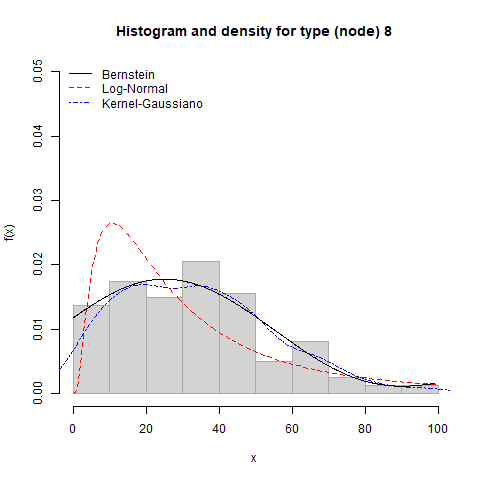 Histogram and density for type (node) 8
Bernstein
Log-Normal
Kernel-Gaussiano
f(x)
0.05
0.04
0.03
0.02
0.01
0.00
0 20 40 60 80 100
x